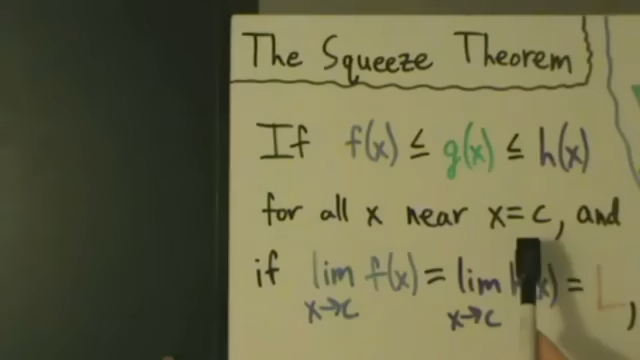 The Squeeze Theorem
If f(x) ≤ g(x) ≤ h(x)
for all x near x=c, and
if lim x→c f(x) = lim x→c h(x) = L,